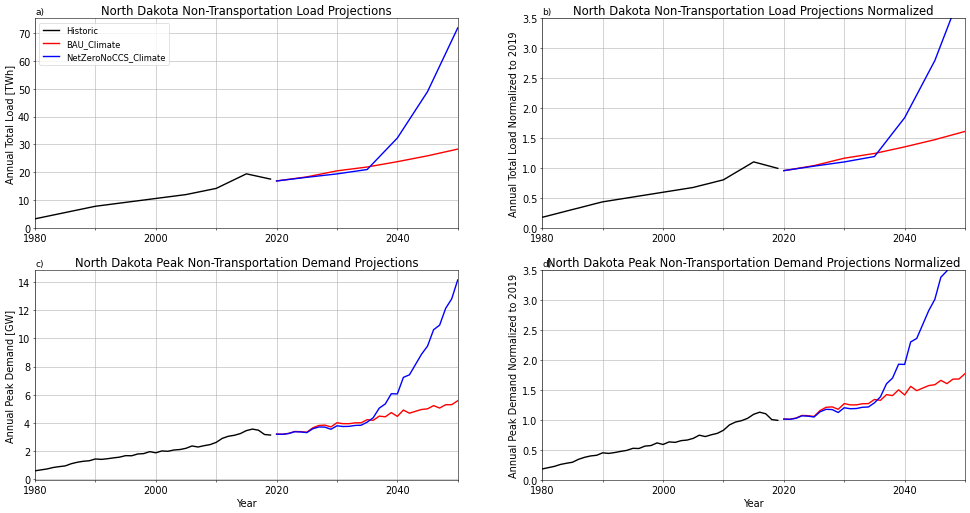 a)
North Dakota Non-Transportation Load Projections
Historic
BAU_Climate
NetZeroNoCCS_Climate
Annual Total Load [TWh]
70
60
50
40
30
20
10
0
1980
2000
2020
2040
b)
North Dakota Non-Transportation Load Projections Normalized
Annual Total Load Normalized to 2019
3.5
3.0
2.5
2.0
1.5
1.0
0.5
0.0
1980
2000
2020
2040
c)
North Dakota Peak Non-Transportation Demand Projections
Annual Peak Demand [GW]
14
12
10
8
6
4
2
0
1980
2000
2020
2040
Year
d)
North Dakota Peak Non-Transportation Demand Projections Normalized
Annual Peak Demand Normalized to 2019
3.5
3.0
2.5
2.0
1.5
1.0
0.5
0.0
1980
2000
2020
2040
Year